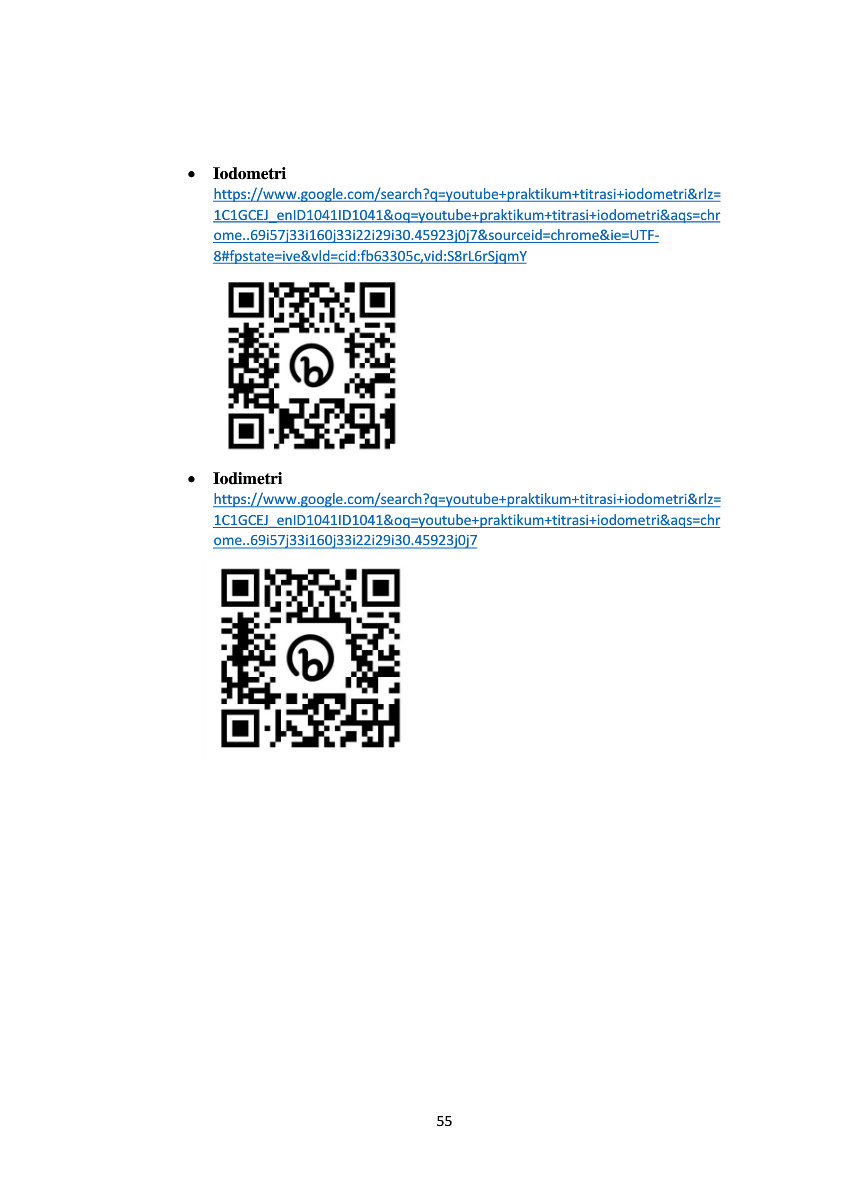 • Iodometri
https://www.google.com/search?q=youtube+praktikum+titrasi+iodometri&rlz=
1C1GCEJ_enID1041ID1041&oq=youtube+praktikum+titrasi+iodometri&aqs=chr
ome..69i57j33i160j33i22i29i30.45923j0j7&sourceid=chrome&ie=UTF-
8#fpstate=ive&vld=cid:fb63305c,vid:S8rL6rSjqmY
• Iodimetri
https://www.google.com/search?q=youtube+praktikum+titrasi+iodometri&rlz=
1C1GCEJ_enID1041ID1041&oq=youtube+praktikum+titrasi+iodometri&aqs=chr
ome..69i57j33i160j33i22i29i30.45923j0j7
55